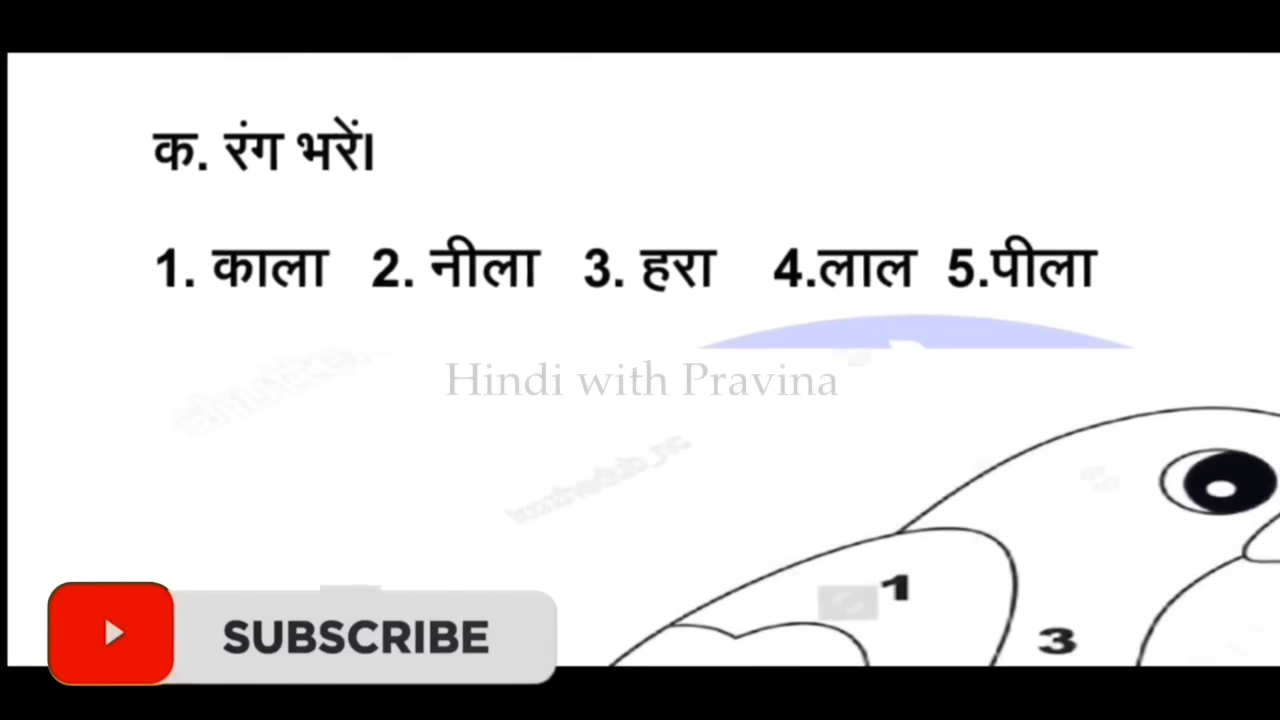 क. रंग भरें।
1. काला 2. नीला 3. हरा 4.लाल 5.पीला
Hindi with Pravina
1
3
SUBSCRIBE